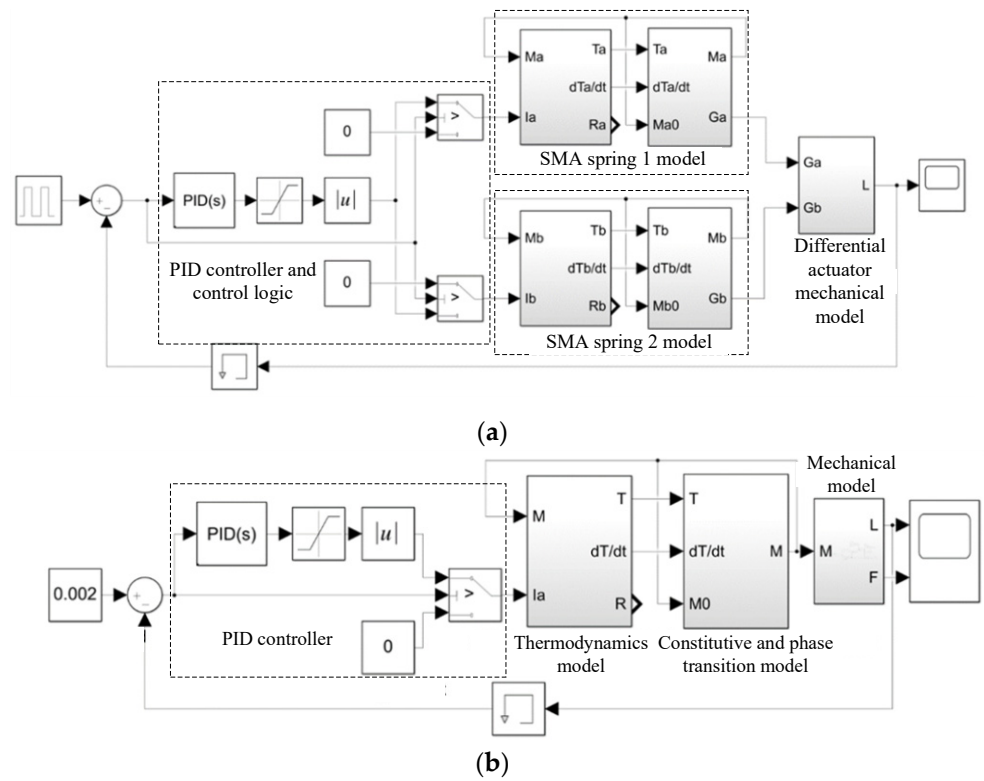 Ma
Ta
dTa/dt
Ra
Ia
Ta
dTa/dt
Ma0
Ma
Ga
SMA spring 1 model
0
>
PID(s)
|u|
+
−
PID controller and
control logic
0
>
Mb
Tb
dTb/dt
Rb
Ib
Tb
dTb/dt
Mb0
Mb
Gb
SMA spring 2 model
Ga
Gb
L
Differential
actuator
mechanical
model
(a)
0.002
+
−
PID(s)
|u|
>
0
PID controller
M
Ia
T
dT/dt
R
Thermodynamics
model
T
dT/dt
M0
M
Constitutive and phase
transition model
Mechanical
model
M
L
F
(b)